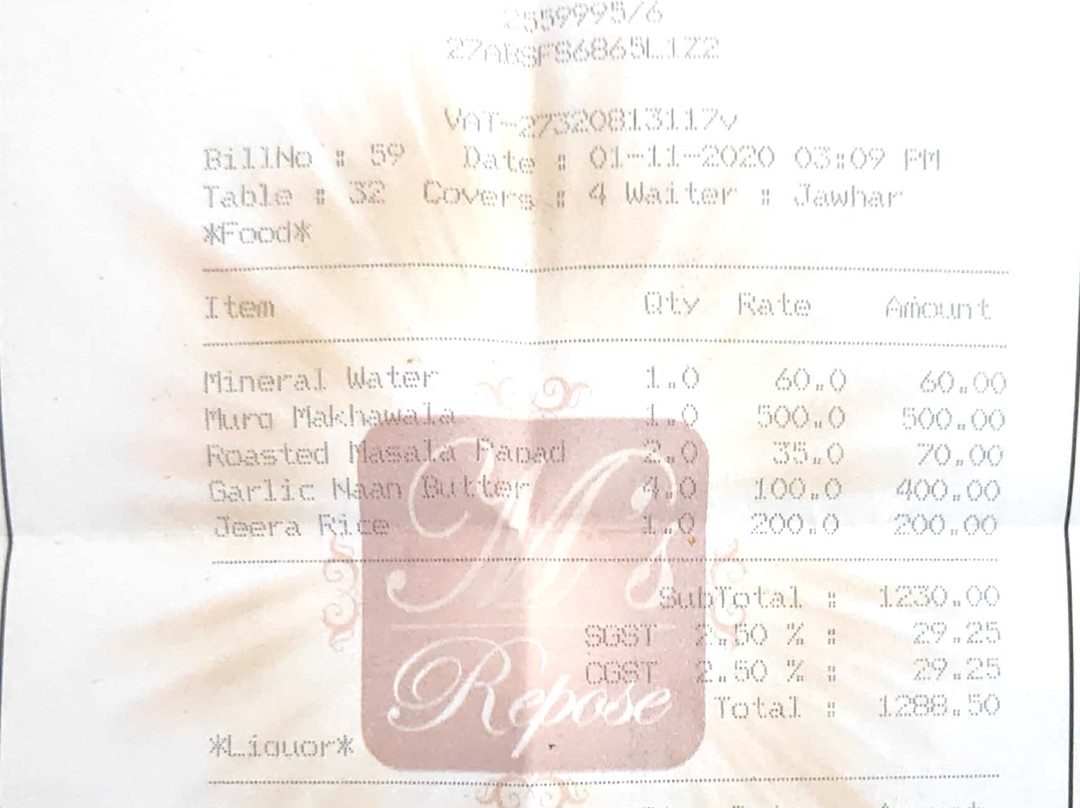 2559995/6
27ABSFS6865L1Z2
VAT-27320813117v
BillNo : 59 Date : 01-11-2020 03:09 PM
Table : 32 Covers : 4 Waiter : Jawhar
*Food*
Item Qty Rate Amount
Mineral Water 1.0 60.0 60.00
Murg Makhawala 1.0 500.0 500.00
Roasted Masala Papad 2.0 35.0 70.00
Garlic Naan Butter 4.0 100.0 400.00
Jeera Rice 1.0 200.0 200.00
SubTotal : 1230.00
SGST 2.50 % : 29.25
CGST 2.50 % : 29.25
Total : 1288.50
*Liquor*
M's
Repose